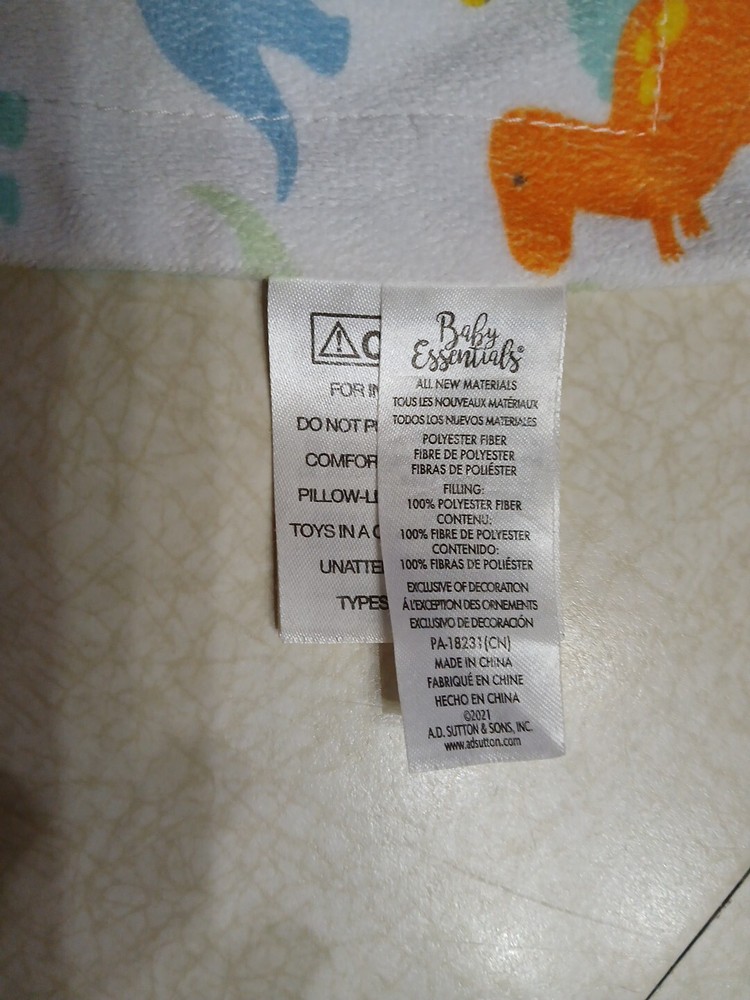 C
FOR IN
DO NOT P
COMFOR
PILLOW-L
TOYS IN A C
UNATTE
TYPES
Baby
Essentials®
ALL NEW MATERIALS
TOUS LES NOUVEAUX MATÉRIAUX
TODOS LOS NUEVOS MATERIALES
POLYESTER FIBER
FIBRE DE POLYESTER
FIBRAS DE POLIÉSTER
FILLING:
100% POLYESTER FIBER
CONTENU:
100% FIBRE DE POLYESTER
CONTENIDO:
100% FIBRAS DE POLIÉSTER
EXCLUSIVE OF DECORATION
À L'EXCEPTION DES ORNEMENTS
EXCLUSIVO DE DECORACIÓN
PA-18231(CN)
MADE IN CHINA
FABRIQUÉ EN CHINE
HECHO EN CHINA
©2021
A.D. SUTTON & SONS, INC.
www.adsutton.com